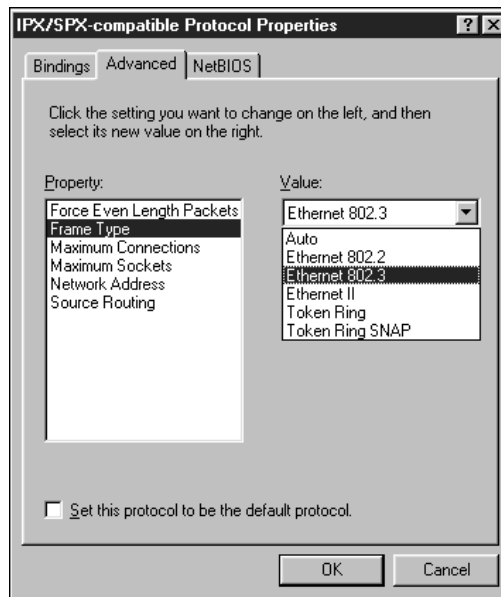 IPX/SPX-compatible Protocol Properties
Bindings Advanced NetBIOS
Click the setting you want to change on the left, and then
select its new value on the right.
Property:
Force Even Length Packets
Frame Type
Maximum Connections
Maximum Sockets
Network Address
Source Routing
Value:
Ethernet 802.3
Auto
Ethernet 802.2
Ethernet 802.3
Ethernet II
Token Ring
Token Ring SNAP
Set this protocol to be the default protocol.
OK Cancel